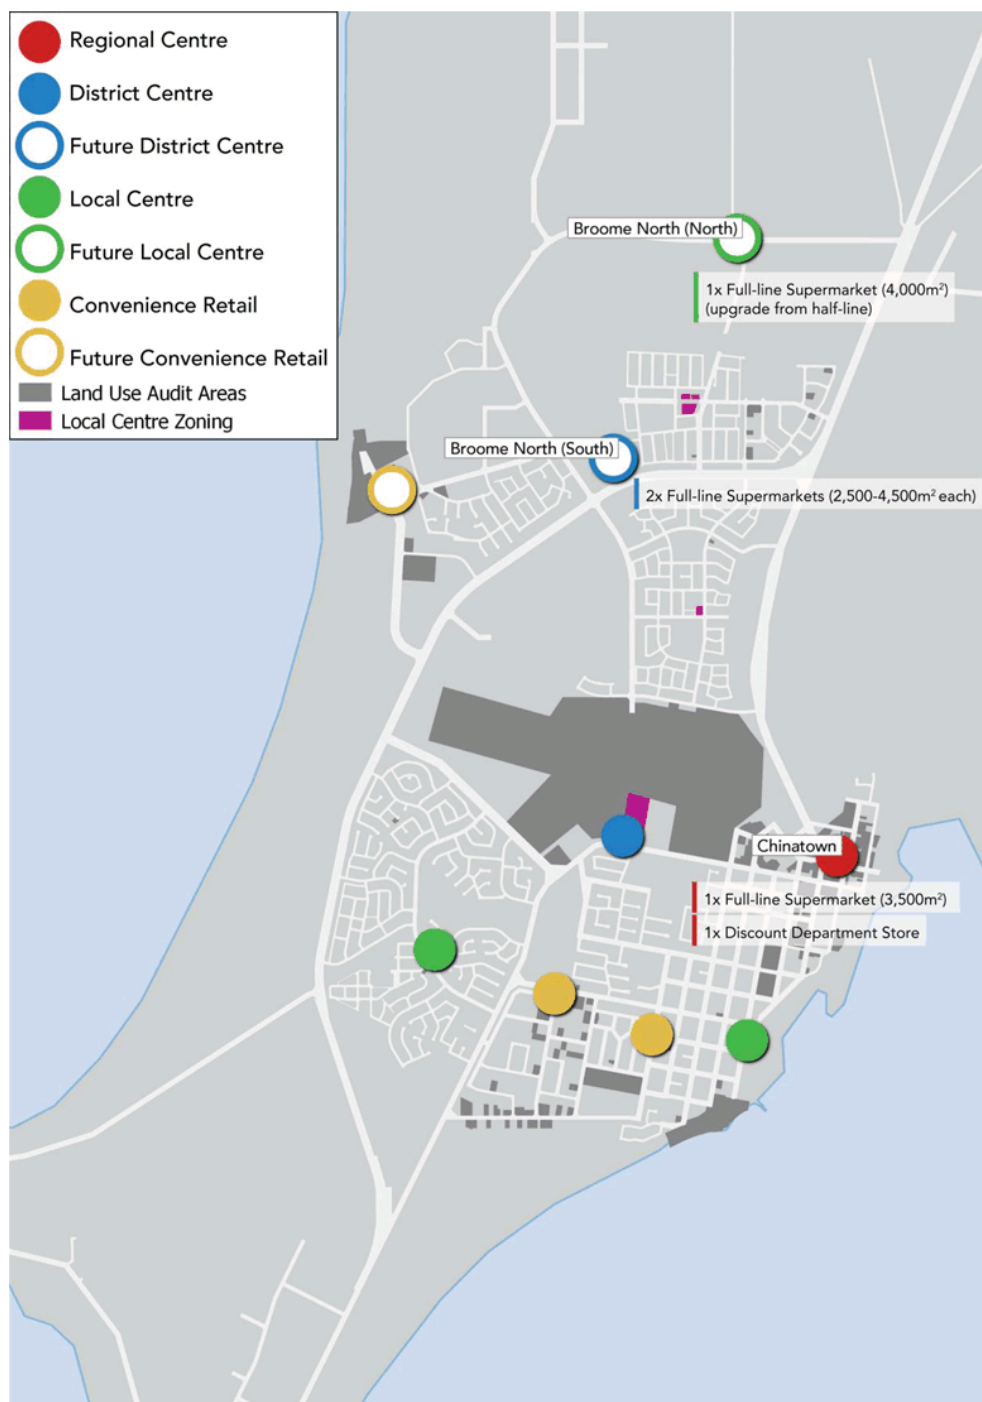 Regional Centre
District Centre
Future District Centre
Local Centre
Future Local Centre
Convenience Retail
Future Convenience Retail
Land Use Audit Areas
Local Centre Zoning
Broome North (North)
1x Full-line Supermarket (4,000m²)
(upgrade from half-line)
Broome North (South)
2x Full-line Supermarkets (2,500-4,500m² each)
Chinatown
1x Full-line Supermarket (3,500m²)
1x Discount Department Store